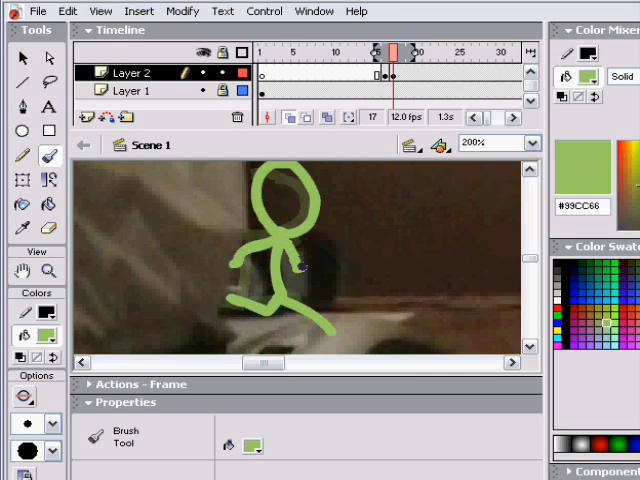 File Edit View Insert Modify Text Control Window Help
Tools
Timeline
Color Mixer
1 5 10 15 20 25 30
Layer 2
Layer 1
Solid
17 12.0 fps 1.3s
Scene 1
200%
#99CC66
View
Color Swatc
Colors
Options
Actions - Frame
Properties
Brush
Tool
Component